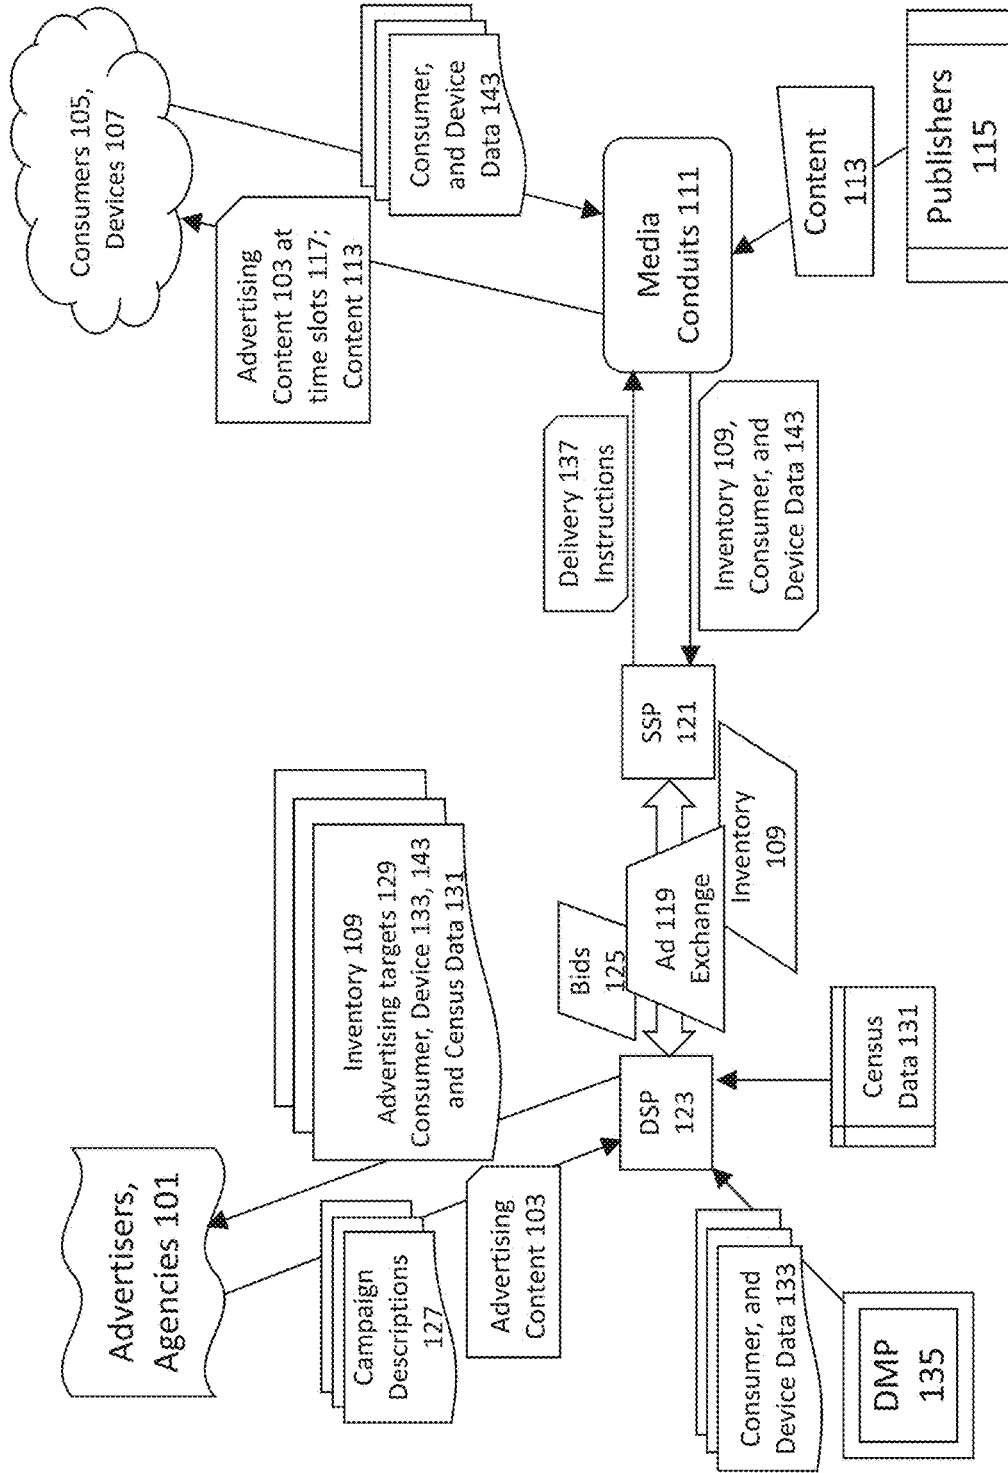 Advertisers,
Agencies 101
Campaign
Descriptions
127
Advertising
Content 103
Inventory 109
Advertising targets 129
Consumer, Device 133, 143
and Census Data 131
Consumer, and
Device Data 133
DMP
135
DSP
123
Census
Data 131
Bids
125
Ad 119
Exchange
Inventory
109
SSP
121
Delivery 137
Instructions
Inventory 109,
Consumer, and
Device Data 143
Media
Conduits 111
Advertising
Content 103 at
time slots 117;
Content 113
Consumers 105,
Devices 107
Consumer,
and Device
Data 143
Content
113
Publishers
115